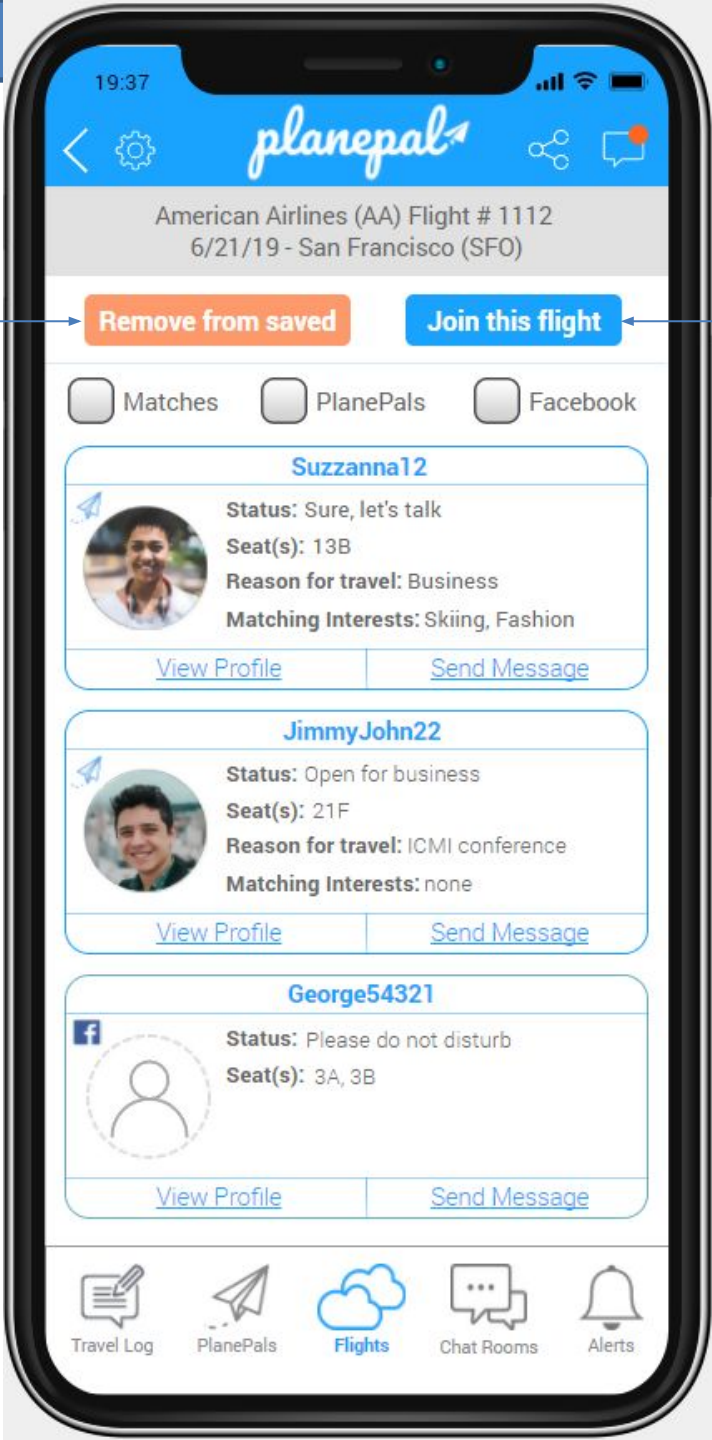 19:37
planepal
American Airlines (AA) Flight # 1112
6/21/19 - San Francisco (SFO)
Remove from saved
Join this flight
Matches
PlanePals
Facebook
Suzzanna12
Status: Sure, let's talk
Seat(s): 13B
Reason for travel: Business
Matching Interests: Skiing, Fashion
View Profile
Send Message
JimmyJohn22
Status: Open for business
Seat(s): 21F
Reason for travel: ICMI conference
Matching Interests: none
View Profile
Send Message
George54321
f
Status: Please do not disturb
Seat(s): 3A, 3B
View Profile
Send Message
Travel Log
PlanePals
Flights
Chat Rooms
Alerts